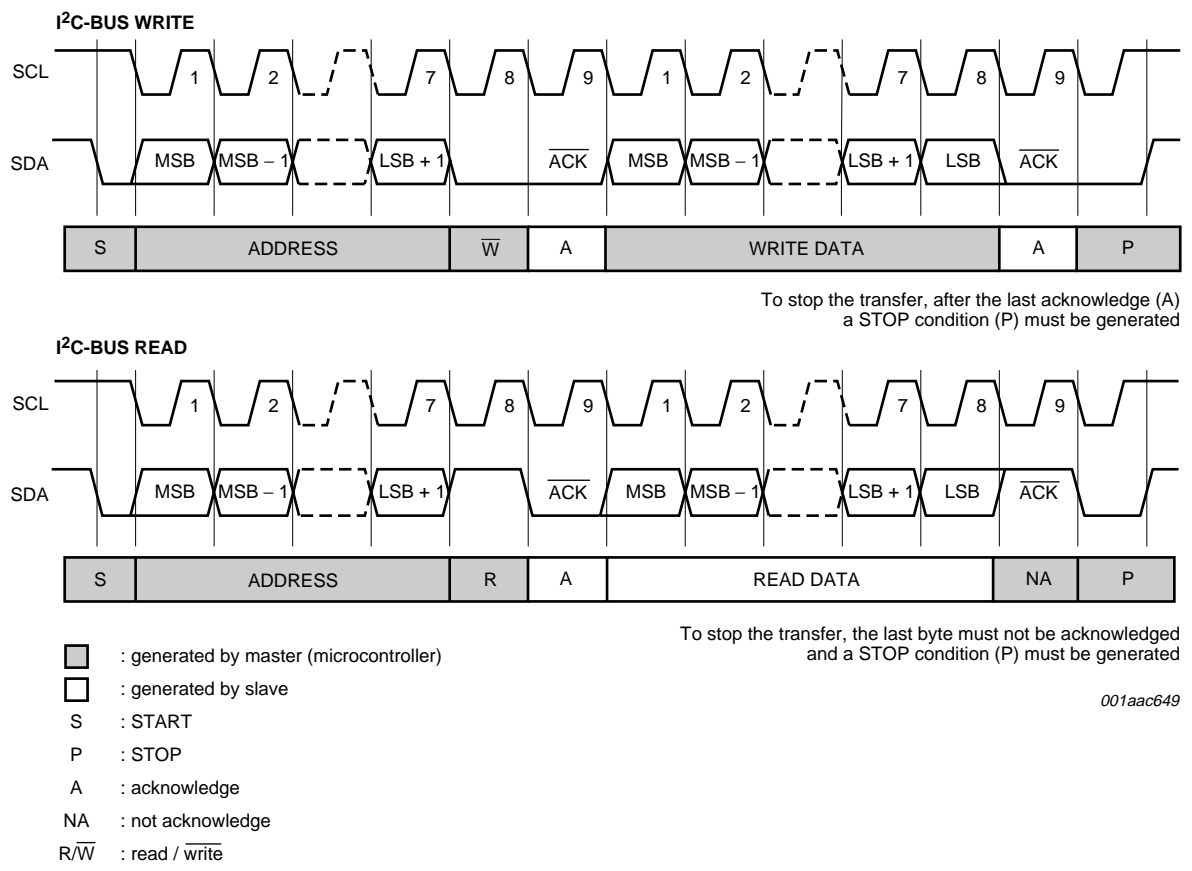 I²C-BUS WRITE
SCL 1 2 7 8 9 1 2 7 8 9
SDA MSB MSB − 1 LSB + 1 A̅C̅K̅ MSB MSB − 1 LSB + 1 LSB A̅C̅K̅
S ADDRESS W̅ A WRITE DATA A P
To stop the transfer, after the last acknowledge (A)
a STOP condition (P) must be generated
I²C-BUS READ
SCL 1 2 7 8 9 1 2 7 8 9
SDA MSB MSB − 1 LSB + 1 A̅C̅K̅ MSB MSB − 1 LSB + 1 LSB A̅C̅K̅
S ADDRESS R A READ DATA NA P
To stop the transfer, the last byte must not be acknowledged
and a STOP condition (P) must be generated
: generated by master (microcontroller)
: generated by slave
001aac649
S : START
P : STOP
A : acknowledge
NA : not acknowledge
R/W̅ : read / w̅r̅i̅t̅e̅